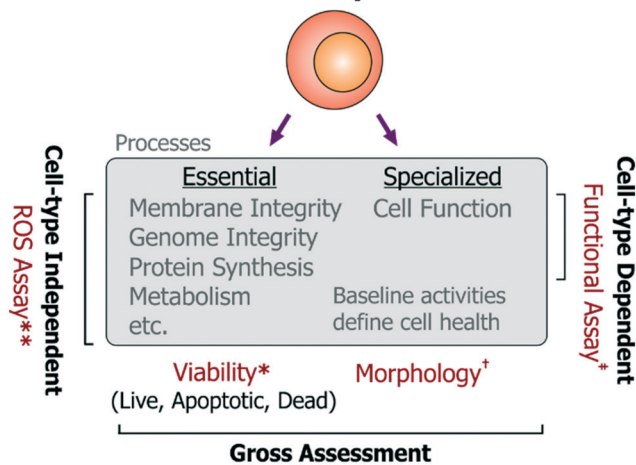 Processes
Essential
Specialized
Membrane Integrity
Cell Function
Genome Integrity
Protein Synthesis
Metabolism
Baseline activities
etc.
define cell health
Cell-type Independent
ROS Assay**
Cell-type Dependent
Functional Assay‡
Viability*
Morphology†
(Live, Apoptotic, Dead)
Gross Assessment